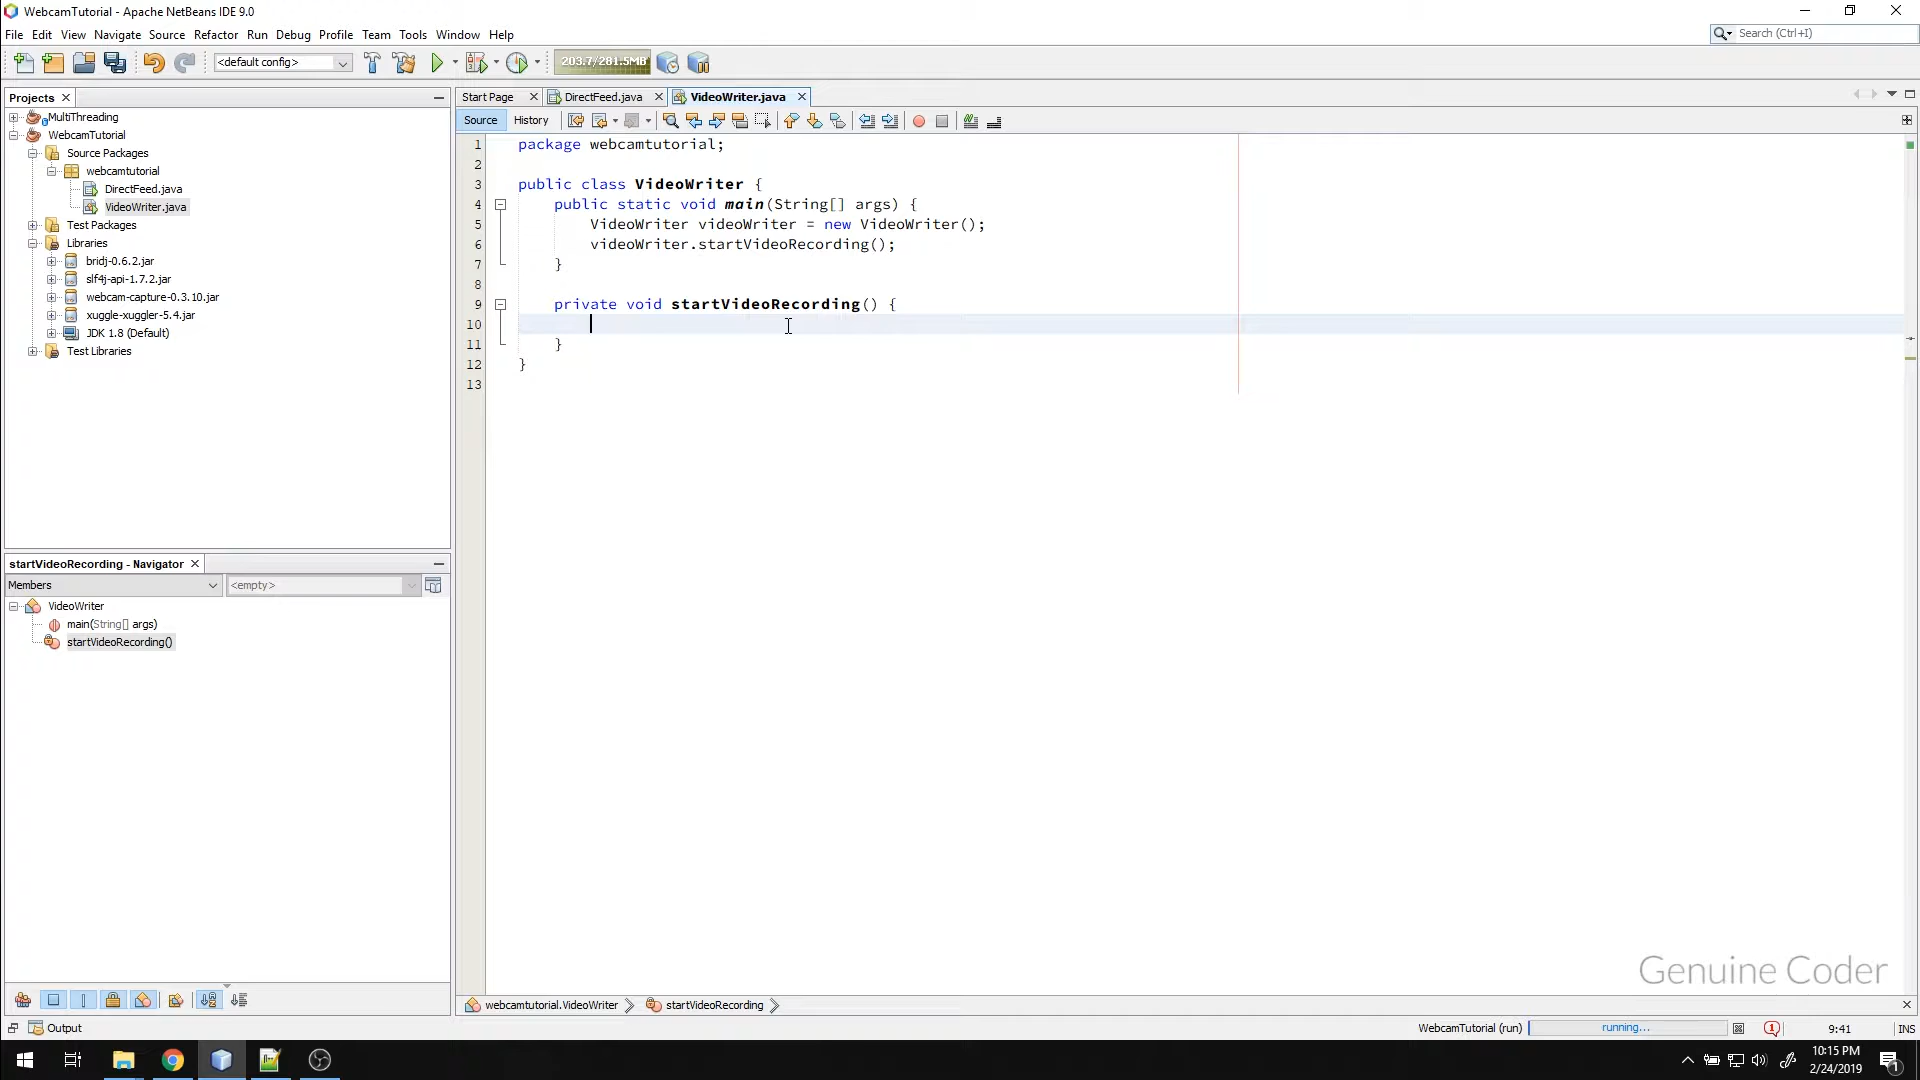 WebcamTutorial - Apache NetBeans IDE 9.0
File Edit View Navigate Source Refactor Run Debug Profile Team Tools Window Help
Search (Ctrl+I)
<default config>
203.7/281.5MB
Projects
Start Page DirectFeed.java VideoWriter.java
Source History
MultiThreading
WebcamTutorial
Source Packages
webcamtutorial
DirectFeed.java
VideoWriter.java
Test Packages
Libraries
bridj-0.6.2.jar
slf4j-api-1.7.2.jar
webcam-capture-0.3.10.jar
xuggle-xuggler-5.4.jar
JDK 1.8 (Default)
Test Libraries
1 package webcamtutorial;
2
3 public class VideoWriter {
4 public static void main(String[] args) {
5 VideoWriter videoWriter = new VideoWriter();
6 videoWriter.startVideoRecording();
7 }
8
9 private void startVideoRecording() {
10
11 }
12 }
13
startVideoRecording - Navigator
Members <empty>
VideoWriter
main(String[] args)
startVideoRecording()
Genuine Coder
webcamtutorial.VideoWriter startVideoRecording
Output
WebcamTutorial (run) running... 1 9:41 INS
10:15 PM
2/24/2019
1